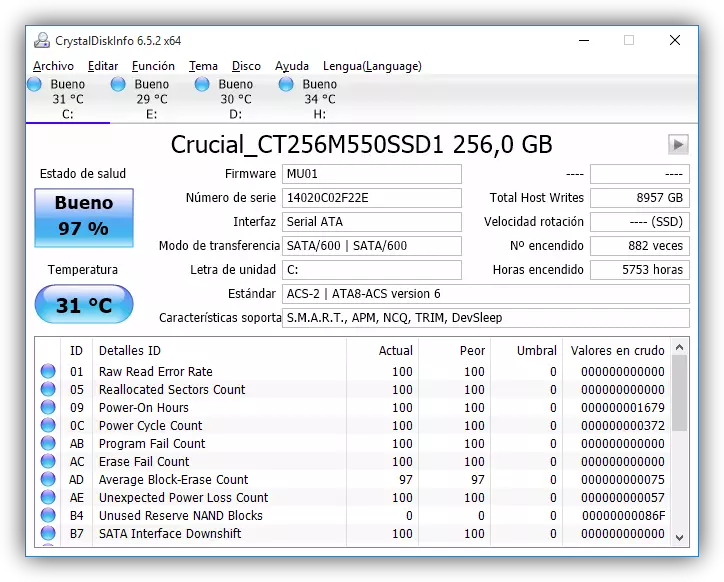 CrystalDiskInfo 6.5.2 x64
Archivo Editar Función Tema Disco Ayuda Lengua(Language)
Bueno Bueno Bueno Bueno
31 °C 29 °C 30 °C 34 °C
C: E: D: H:
Crucial_CT256M550SSD1 256,0 GB
Estado de salud Firmware MU01 ---- ----
Bueno Número de serie 14020C02F22E Total Host Writes 8957 GB
97 % Interfaz Serial ATA Velocidad rotación ---- (SSD)
Modo de transferencia SATA/600 | SATA/600 Nº encendido 882 veces
Temperatura Letra de unidad C: Horas encendido 5753 horas
31 °C Estándar ACS-2 | ATA8-ACS version 6
Características soporta S.M.A.R.T., APM, NCQ, TRIM, DevSleep
ID Detalles ID Actual Peor Umbral Valores en crudo
01 Raw Read Error Rate 100 100 0 000000000000
05 Reallocated Sectors Count 100 100 0 000000000000
09 Power-On Hours 100 100 0 000000001679
0C Power Cycle Count 100 100 0 000000000372
AB Program Fail Count 100 100 0 000000000000
AC Erase Fail Count 100 100 0 000000000000
AD Average Block-Erase Count 97 97 0 000000000075
AE Unexpected Power Loss Count 100 100 0 000000000057
B4 Unused Reserve NAND Blocks 0 0 0 00000000086F
B7 SATA Interface Downshift 100 100 0 000000000000